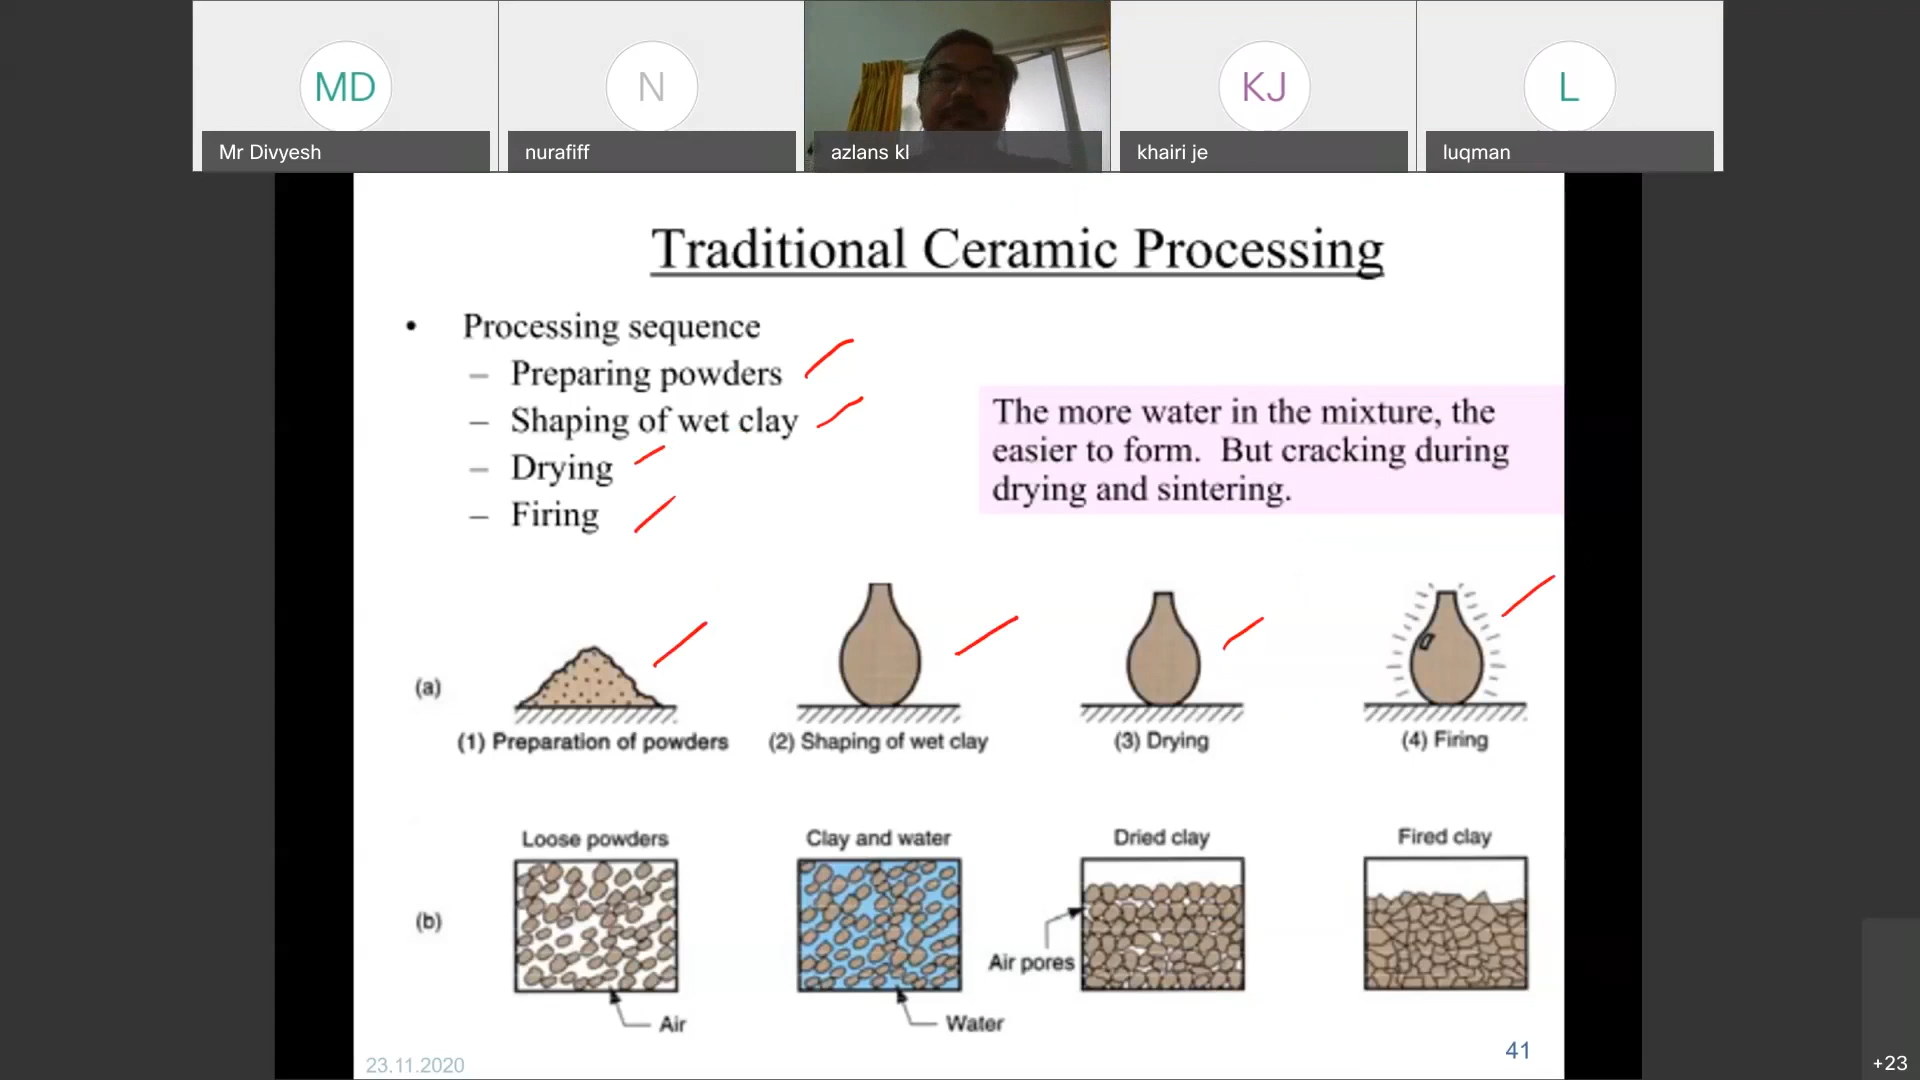 MD
N
KJ
L
Mr Divyesh
nurafiff
azlans kl
khairi je
luqman
Traditional Ceramic Processing
• Processing sequence
– Preparing powders
– Shaping of wet clay
– Drying
– Firing
The more water in the mixture, the
easier to form. But cracking during
drying and sintering.
(a)
(1) Preparation of powders
(2) Shaping of wet clay
(3) Drying
(4) Firing
Loose powders
Clay and water
Dried clay
Fired clay
(b)
Air pores
Air
Water
23.11.2020
41
+23